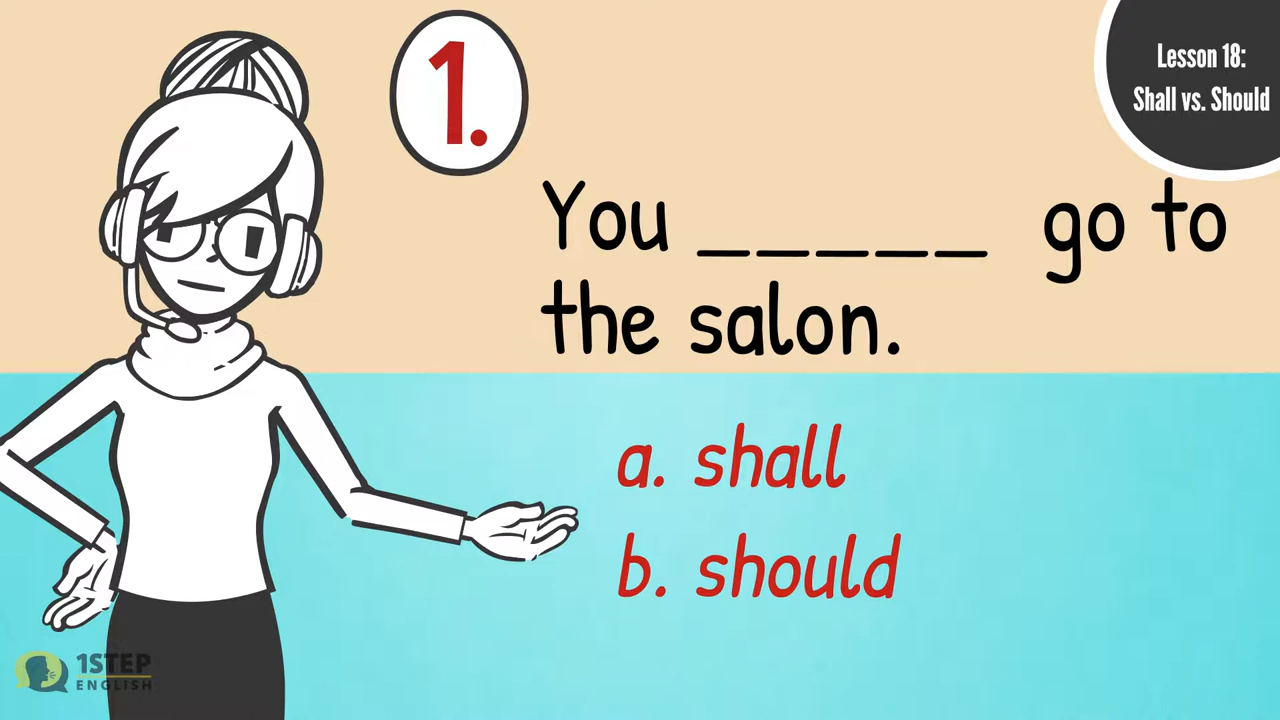 1.
Lesson 18:
Shall vs. Should
You _____ go to
the salon.
a. shall
b. should
1STEP
ENGLISH